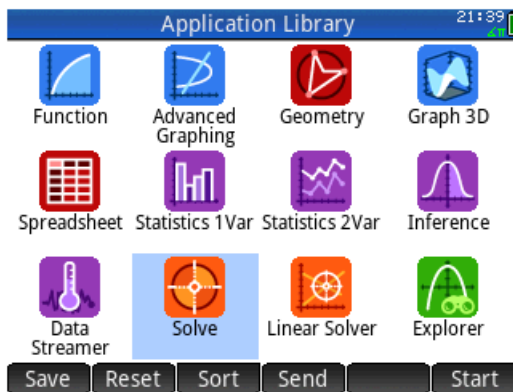 Application Library
21:39
∡π
Function
Advanced
Graphing
Geometry
Graph 3D
Spreadsheet
Statistics 1Var
Statistics 2Var
Inference
Data
Streamer
Solve
Linear Solver
Explorer
Save
Reset
Sort
Send
Start